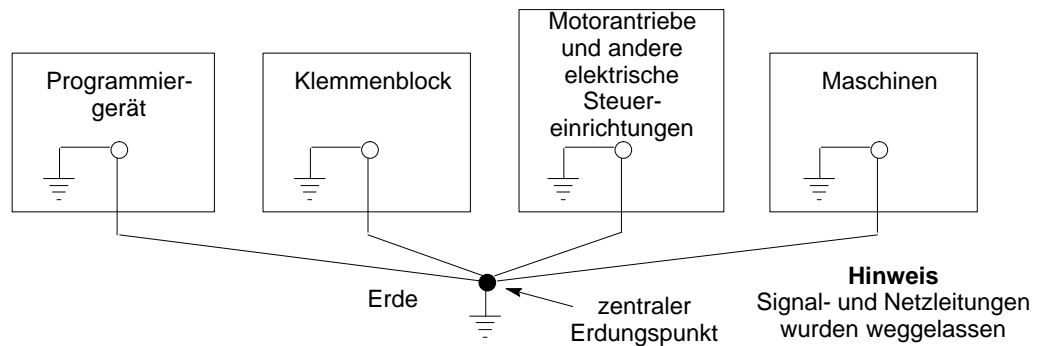 Programmier-
gerät
Klemmenblock
Motorantriebe
und andere
elektrische
Steuer-
einrichtungen
Maschinen
Erde
zentraler
Erdungspunkt
Hinweis
Signal- und Netzleitungen
wurden weggelassen